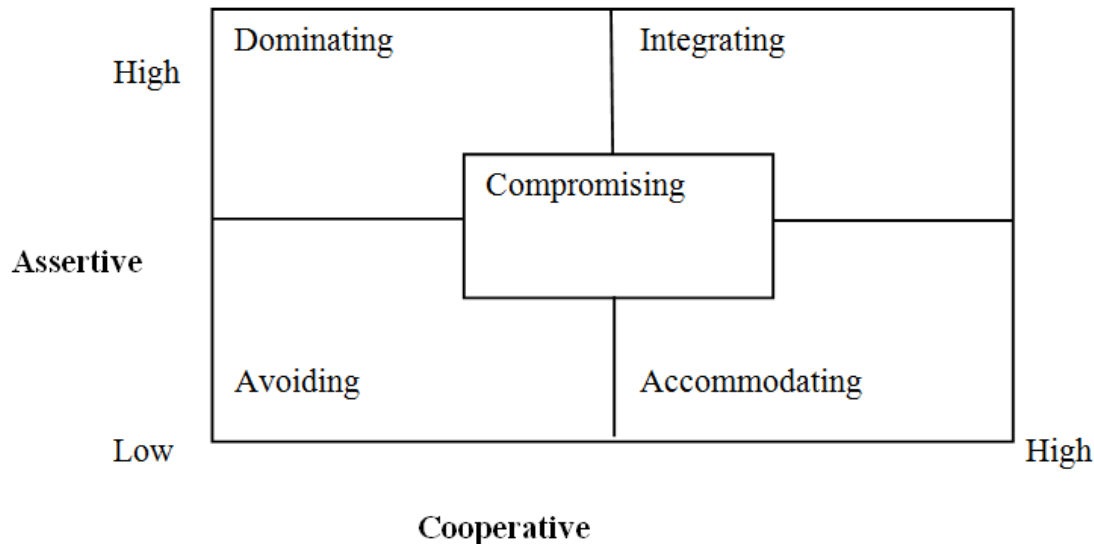 Dominating
Integrating
High
Compromising
Assertive
Avoiding
Accommodating
Low
High
Cooperative